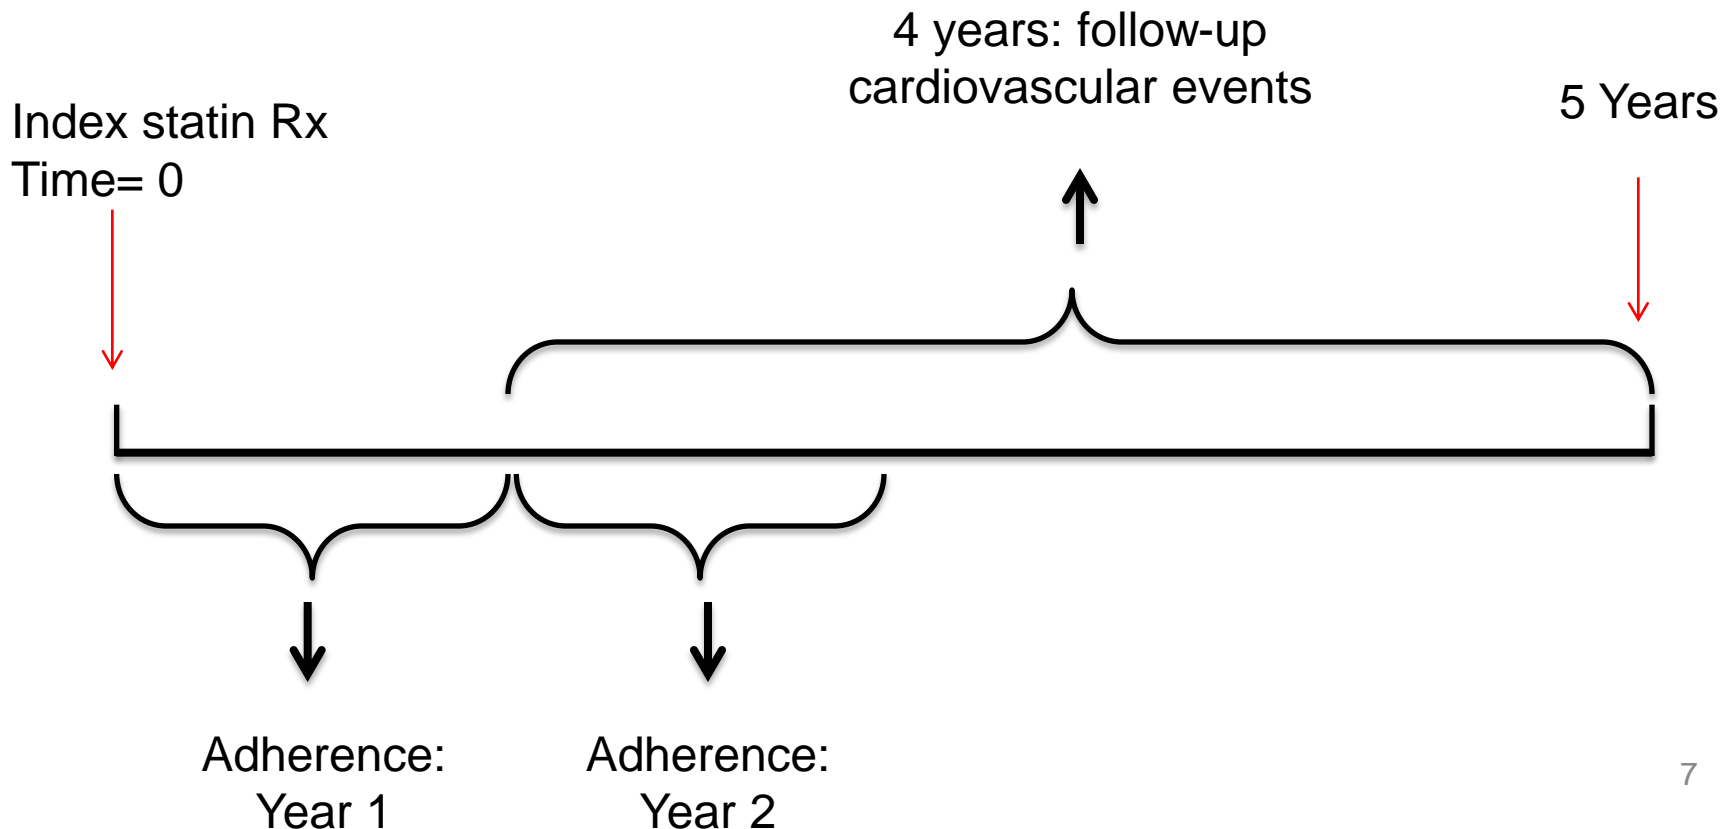 4 years: follow-up
cardiovascular events
5 Years
Index statin Rx
Time= 0
Adherence:
Year 1
Adherence:
Year 2
7